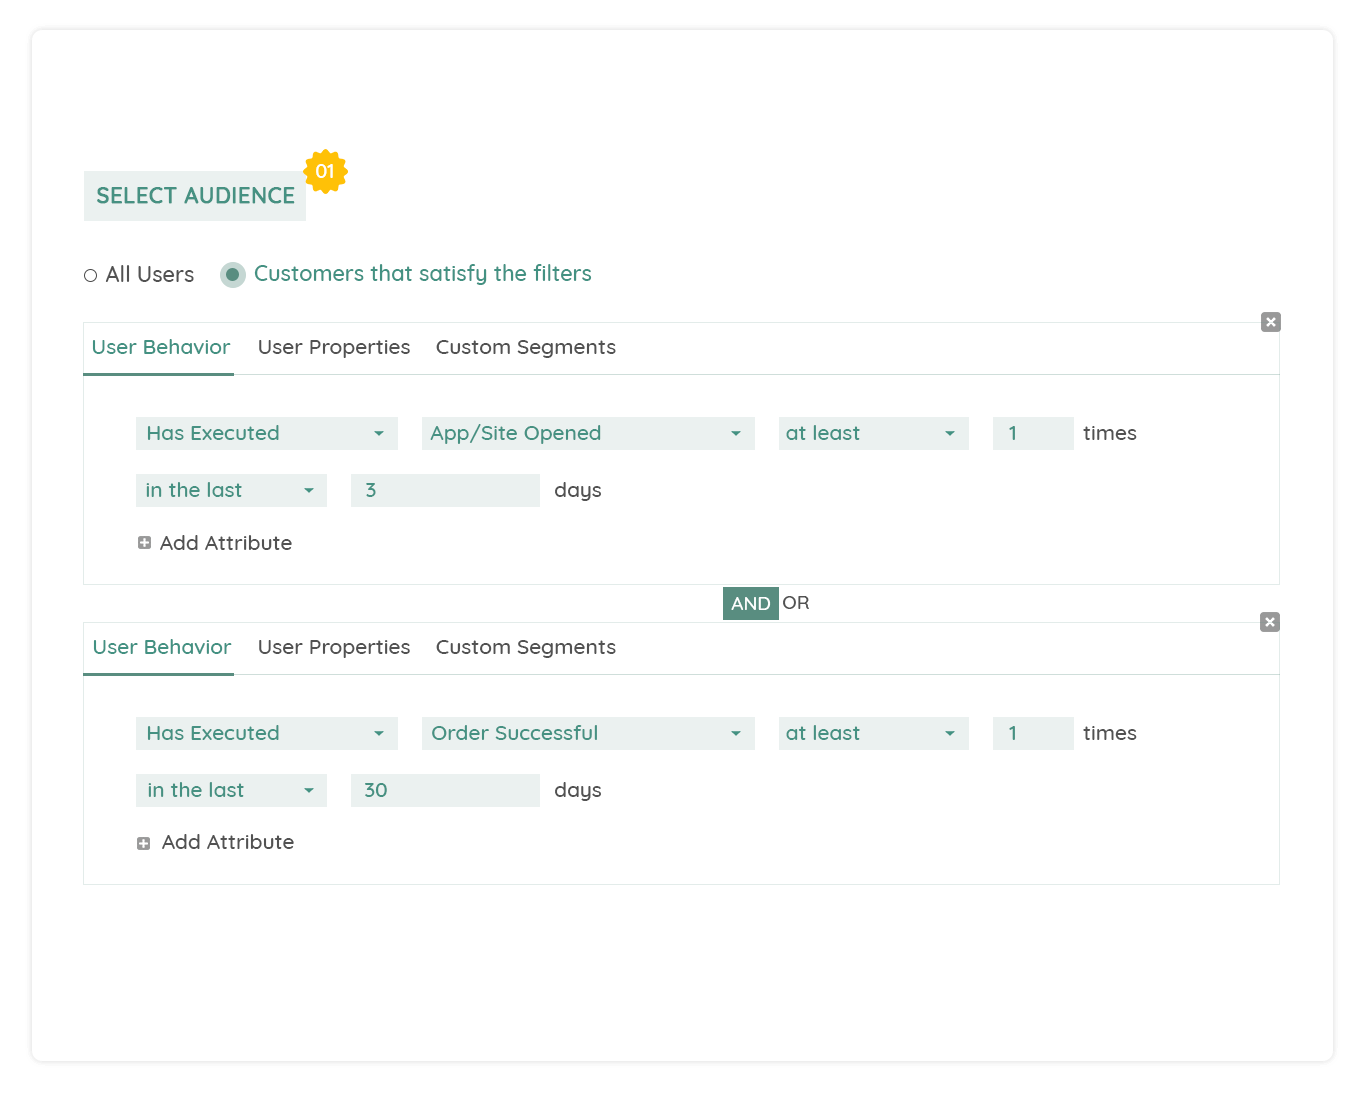 01
SELECT AUDIENCE
All Users Customers that satisfy the filters
User Behavior User Properties Custom Segments
Has Executed App/Site Opened at least 1 times
in the last 3 days
Add Attribute
AND OR
User Behavior User Properties Custom Segments
Has Executed Order Successful at least 1 times
in the last 30 days
Add Attribute